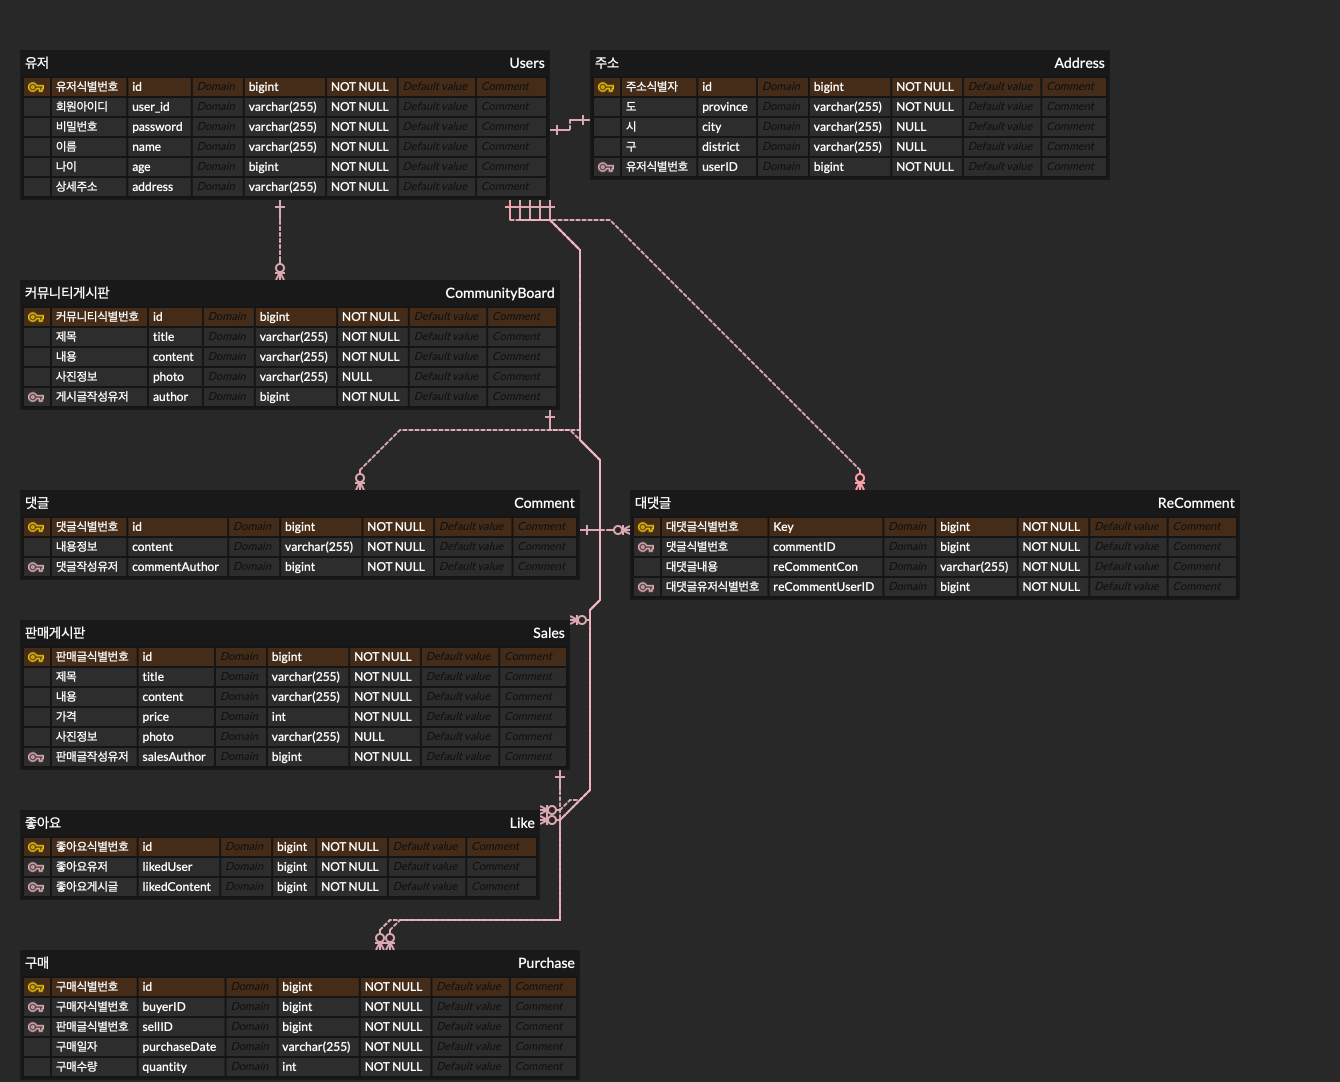 유저 Users
유저식별번호 id Domain bigint NOT NULL Default value Comment
회원아이디 user_id Domain varchar(255) NOT NULL Default value Comment
비밀번호 password Domain varchar(255) NOT NULL Default value Comment
이름 name Domain varchar(255) NOT NULL Default value Comment
나이 age Domain bigint NOT NULL Default value Comment
상세주소 address Domain varchar(255) NOT NULL Default value Comment
주소 Address
주소식별자 id Domain bigint NOT NULL Default value Comment
도 province Domain varchar(255) NOT NULL Default value Comment
시 city Domain varchar(255) NULL Default value Comment
구 district Domain varchar(255) NULL Default value Comment
유저식별번호 userID Domain bigint NOT NULL Default value Comment
커뮤니티게시판 CommunityBoard
커뮤니티식별번호 id Domain bigint NOT NULL Default value Comment
제목 title Domain varchar(255) NOT NULL Default value Comment
내용 content Domain varchar(255) NOT NULL Default value Comment
사진정보 photo Domain varchar(255) NULL Default value Comment
게시글작성유저 author Domain bigint NOT NULL Default value Comment
댓글 Comment
댓글식별번호 id Domain bigint NOT NULL Default value Comment
내용정보 content Domain varchar(255) NOT NULL Default value Comment
댓글작성유저 commentAuthor Domain bigint NOT NULL Default value Comment
대댓글 ReComment
대댓글식별번호 Key Domain bigint NOT NULL Default value Comment
댓글식별번호 commentID Domain bigint NOT NULL Default value Comment
대댓글내용 reCommentCon Domain varchar(255) NOT NULL Default value Comment
대댓글유저식별번호 reCommentUserID Domain bigint NOT NULL Default value Comment
판매게시판 Sales
판매글식별번호 id Domain bigint NOT NULL Default value Comment
제목 title Domain varchar(255) NOT NULL Default value Comment
내용 content Domain varchar(255) NOT NULL Default value Comment
가격 price Domain int NOT NULL Default value Comment
사진정보 photo Domain varchar(255) NULL Default value Comment
판매글작성유저 salesAuthor Domain bigint NOT NULL Default value Comment
좋아요 Like
좋아요식별번호 id Domain bigint NOT NULL Default value Comment
좋아요유저 likedUser Domain bigint NOT NULL Default value Comment
좋아요게시글 likedContent Domain bigint NOT NULL Default value Comment
구매 Purchase
구매식별번호 id Domain bigint NOT NULL Default value Comment
구매자식별번호 buyerID Domain bigint NOT NULL Default value Comment
판매글식별번호 sellID Domain bigint NOT NULL Default value Comment
구매일자 purchaseDate Domain varchar(255) NOT NULL Default value Comment
구매수량 quantity Domain int NOT NULL Default value Comment